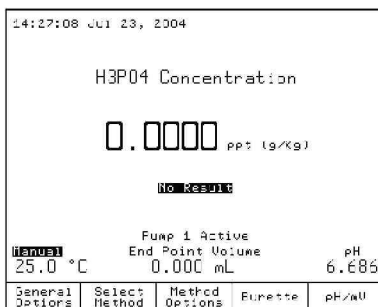 14:27:08 Jul 23, 2004
H3PO4 Concentration
0.0000 ppt (g/Kg)
No Result
Pump 1 Active
Manual End Point Volume pH
25.0 °C 0.000 mL 6.686
General Options Select Method Method Options Burette pH/mV